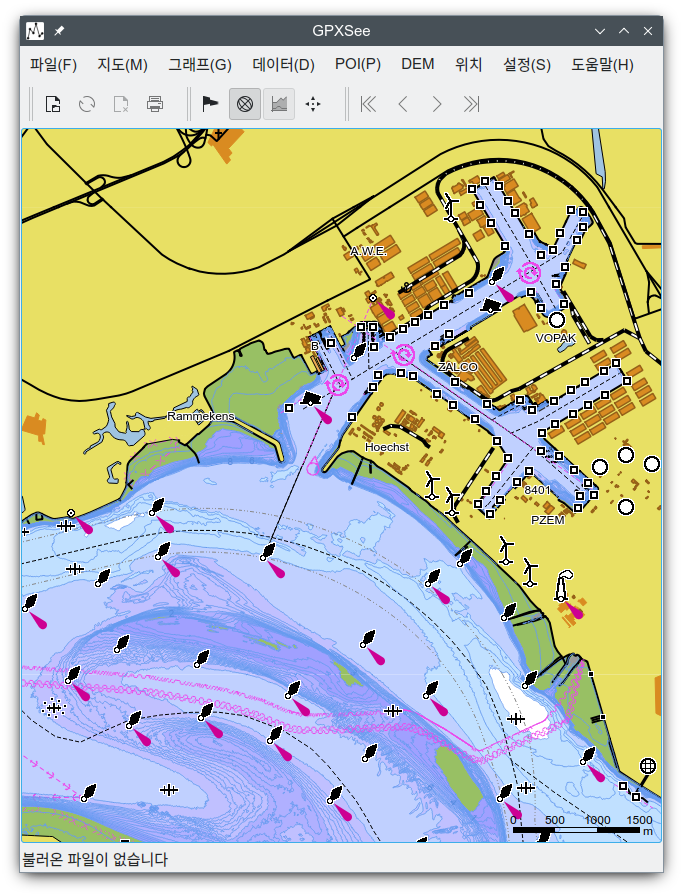 GPXSee
파일(F) 지도(M) 그래프(G) 데이터(D) POI(P) DEM 위치 설정(S) 도움말(H)
A.W.E.
VOPAK
B
ZALCO
Rammekens
Hoechst
8401
PZEM
0 500 1000 1500
m
불러온 파일이 없습니다